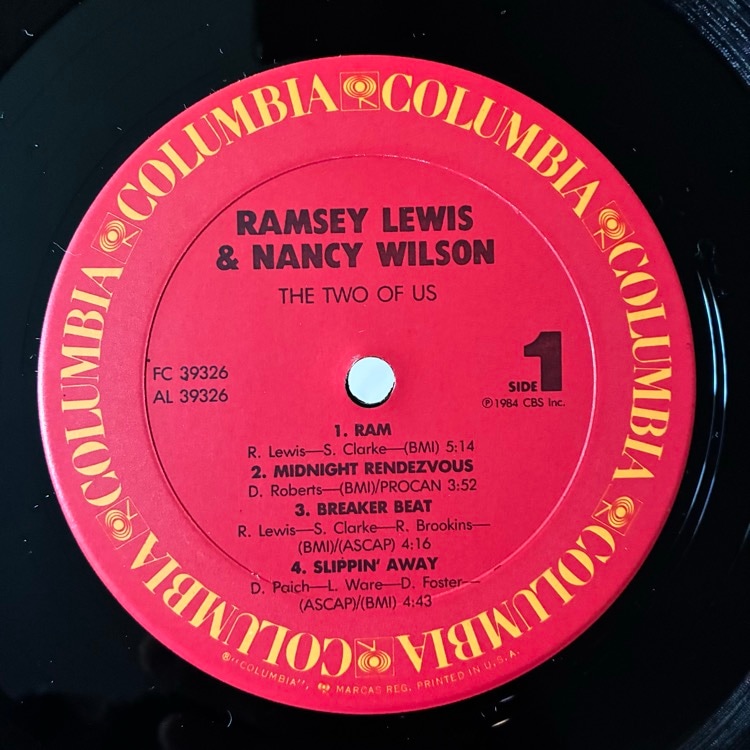 COLUMBIA COLUMBIA COLUMBIA COLUMBIA COLUMBIA COLUMBIA COLUMBIA
RAMSEY LEWIS
& NANCY WILSON
THE TWO OF US
FC 39326
AL 39326
SIDE 1
℗1984 CBS Inc.
1. RAM
R. Lewis—S. Clarke—(BMI) 5:14
2. MIDNIGHT RENDEZVOUS
D. Roberts—(BMI)/PROCAN 3:52
3. BREAKER BEAT
R. Lewis—S. Clarke—R. Brookins—
(BMI)/(ASCAP) 4:16
4. SLIPPIN' AWAY
D. Paich—L. Ware—D. Foster—
(ASCAP)/(BMI) 4:43
®"COLUMBIA", MARCAS REG. PRINTED IN U.S.A.